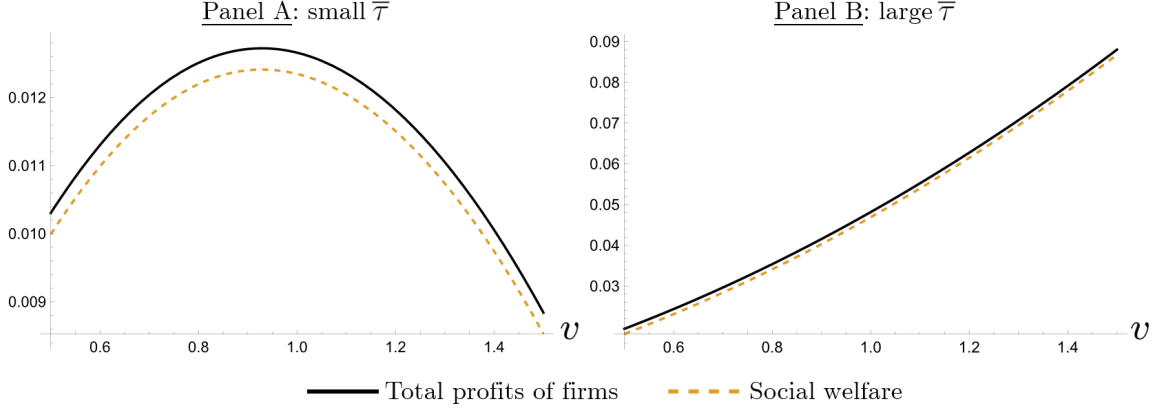 Panel A: small τ̅
Panel B: large τ̅
0.012
0.011
0.010
0.009
0.6 0.8 1.0 1.2 1.4 v
0.09
0.08
0.07
0.06
0.05
0.04
0.03
0.6 0.8 1.0 1.2 1.4 v
Total profits of firms Social welfare